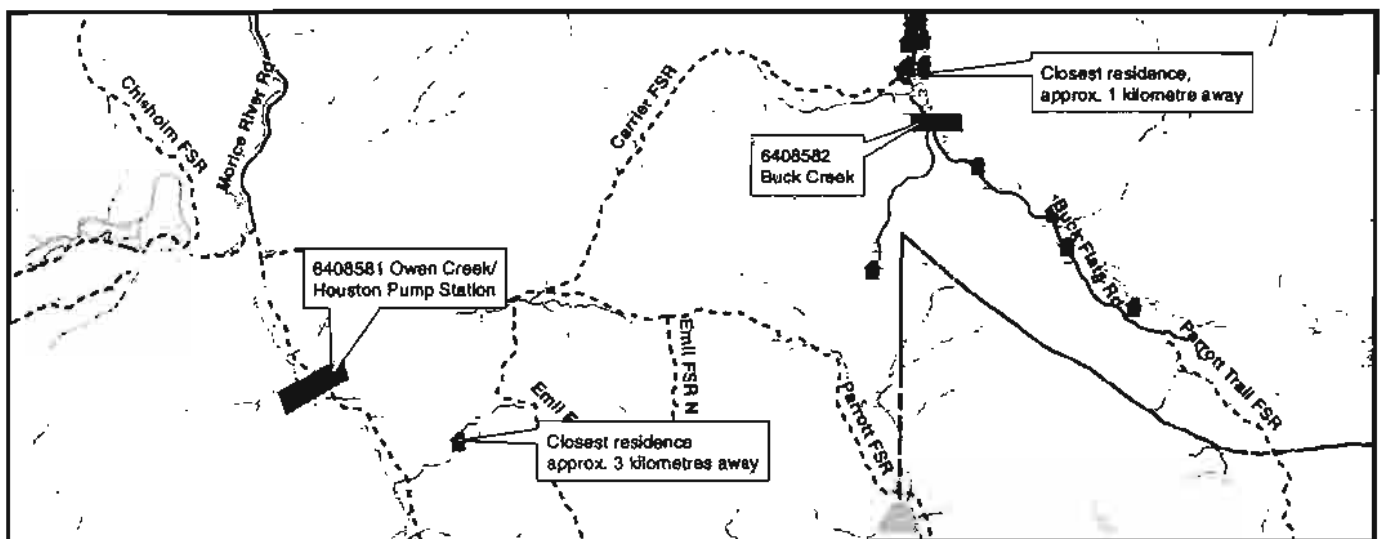 Chisholm FSR
Morice River Rd
Carrier FSR
Closest residence,
approx. 1 kilometre away
6408582
Buck Creek
Buck Flats Rd
6408581 Owen Creek/
Houston Pump Station
Emil FSR N
Emil
Parrott FSR
Parrott Trail FSR
Closest residence
approx. 3 kilometres away